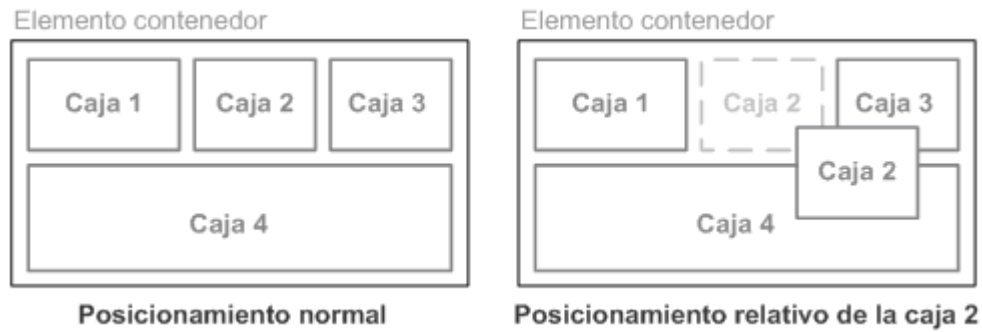 Elemento contenedor
Caja 1
Caja 2
Caja 3
Caja 4
Posicionamiento normal
Elemento contenedor
Caja 1
Caja 2
Caja 3
Caja 2
Caja 4
Posicionamiento relativo de la caja 2